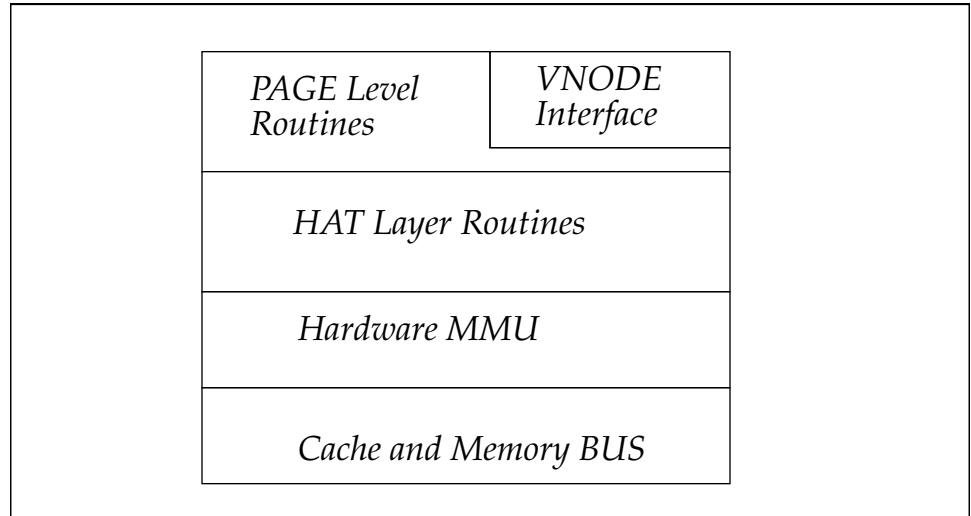 PAGE Level
Routines
VNODE
Interface
HAT Layer Routines
Hardware MMU
Cache and Memory BUS